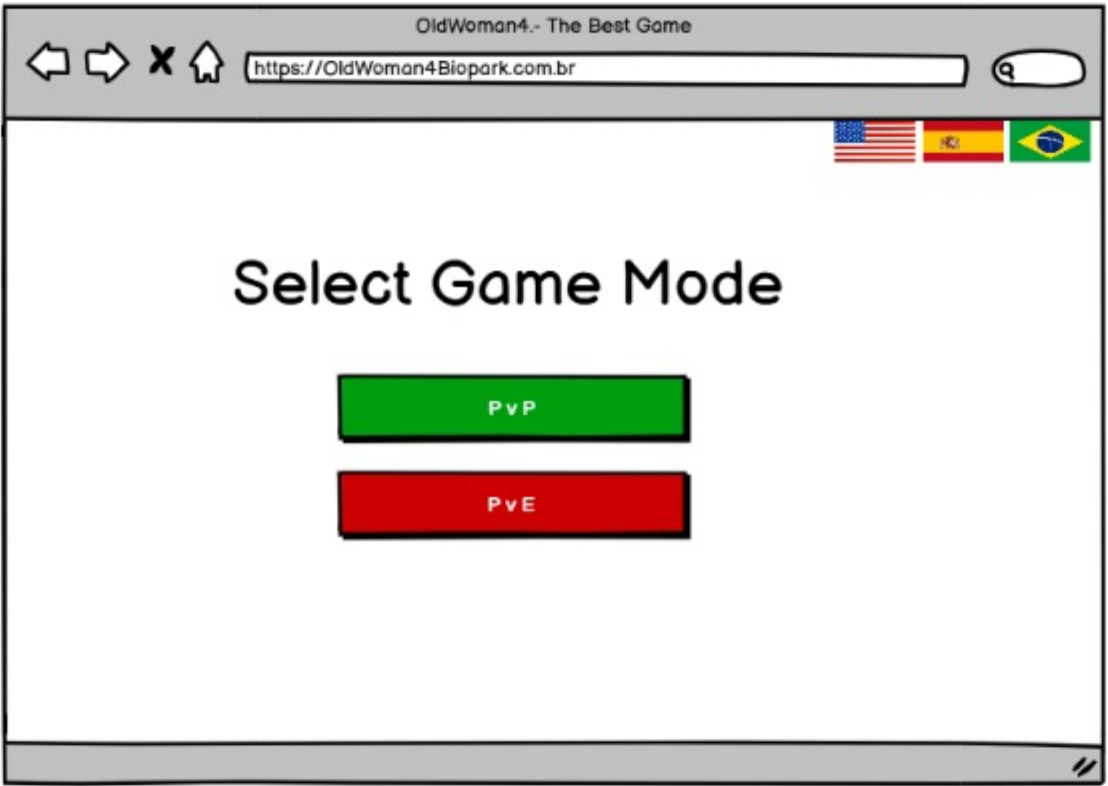 OldWoman4.- The Best Game
https://OldWoman4Biopark.com.br
Select Game Mode
PvP
PvE